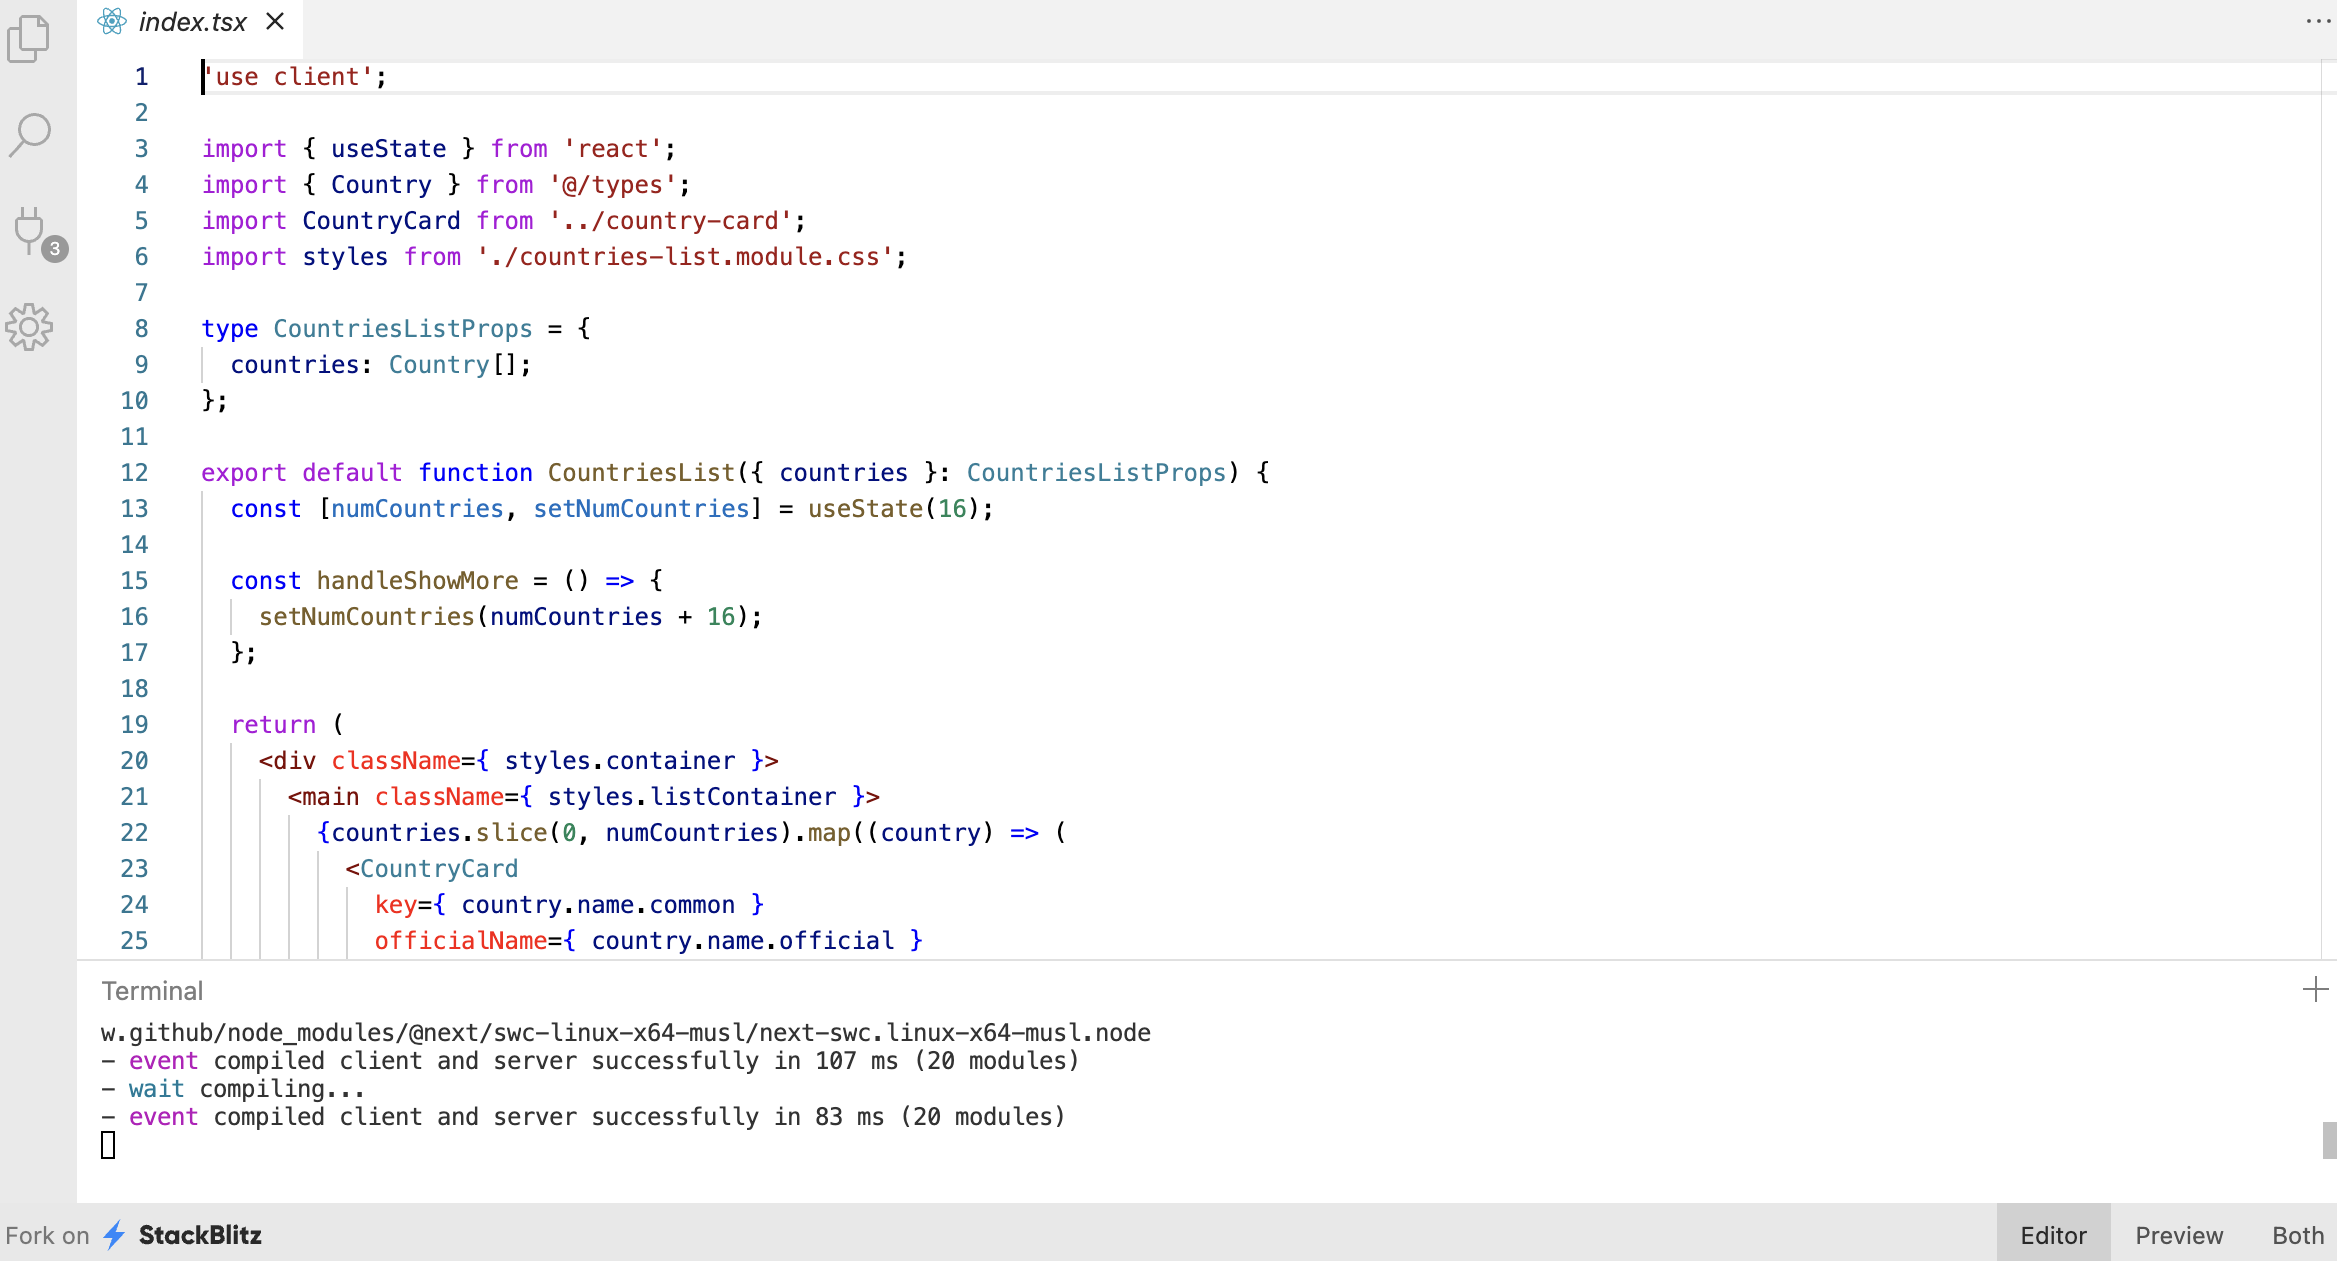 index.tsx
1 'use client';
2
3 import { useState } from 'react';
4 import { Country } from '@/types';
5 import CountryCard from '../country-card';
6 import styles from './countries-list.module.css';
7
8 type CountriesListProps = {
9   countries: Country[];
10 };
11
12 export default function CountriesList({ countries }: CountriesListProps) {
13   const [numCountries, setNumCountries] = useState(16);
14
15   const handleShowMore = () => {
16     setNumCountries(numCountries + 16);
17   };
18
19   return (
20     <div className={ styles.container }>
21       <main className={ styles.listContainer }>
22         {countries.slice(0, numCountries).map((country) => (
23           <CountryCard
24             key={ country.name.common }
25             officialName={ country.name.official }
3
Terminal
w.github/node_modules/@next/swc-linux-x64-musl/next-swc.linux-x64-musl.node
- event compiled client and server successfully in 107 ms (20 modules)
- wait compiling...
- event compiled client and server successfully in 83 ms (20 modules)
Fork on StackBlitz
Editor Preview Both